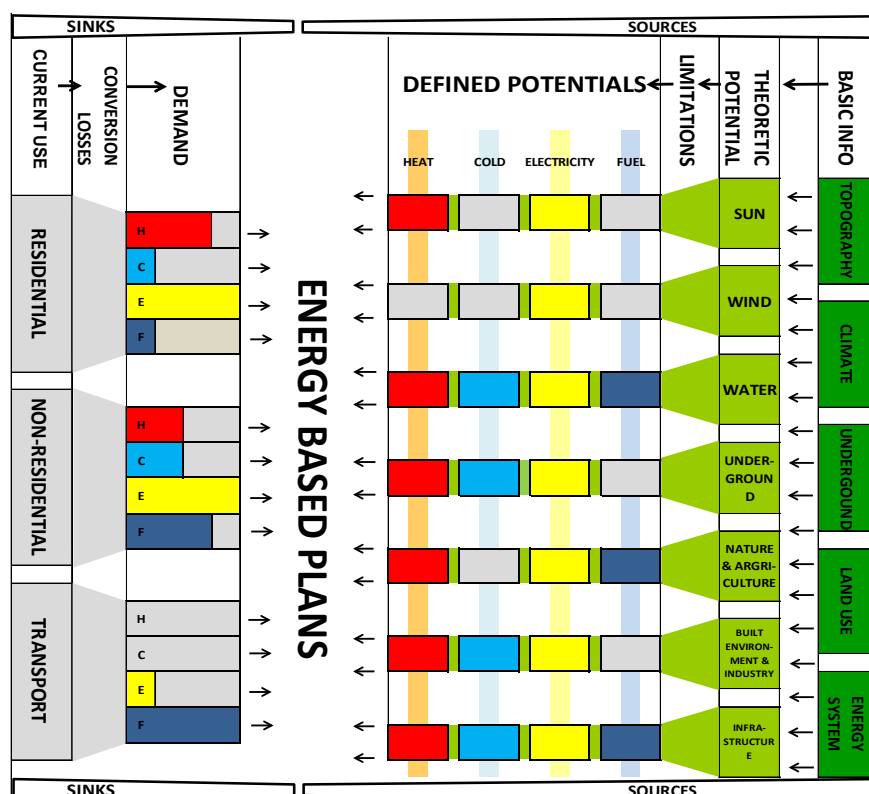 SINKS
SOURCES
CURRENT USE
CONVERSION
LOSSES
DEMAND
DEFINED POTENTIALS
LIMITATIONS
THEORETIC
POTENTIAL
BASIC INFO
HEAT
COLD
ELECTRICITY
FUEL
RESIDENTIAL
H
C
E
F
NON-RESIDENTIAL
H
C
E
F
TRANSPORT
H
C
E
F
ENERGY BASED PLANS
SUN
WIND
WATER
UNDER-
GROUN
D
NATURE
& ARGRI-
CULTURE
BUILT
ENVIRON-
MENT &
INDUSTRY
INFRA-
STRUCTUR
E
TOPOGRAPHY
CLIMATE
UNDERGOUND
LAND USE
ENERGY
SYSTEM
SINKS
SOURCES